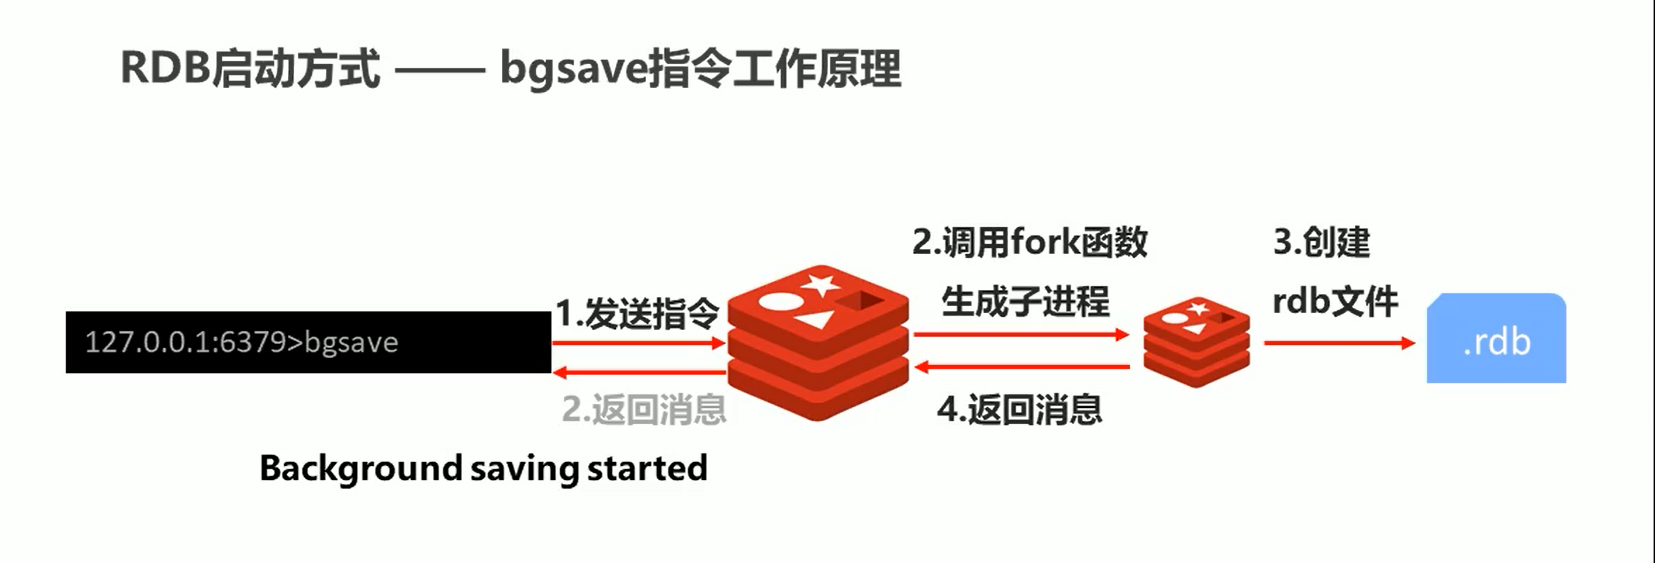 RDB启动方式 —— bgsave指令工作原理
127.0.0.1:6379>bgsave
1.发送指令
2.返回消息
Background saving started
2.调用fork函数
生成子进程
4.返回消息
3.创建
rdb文件
.rdb